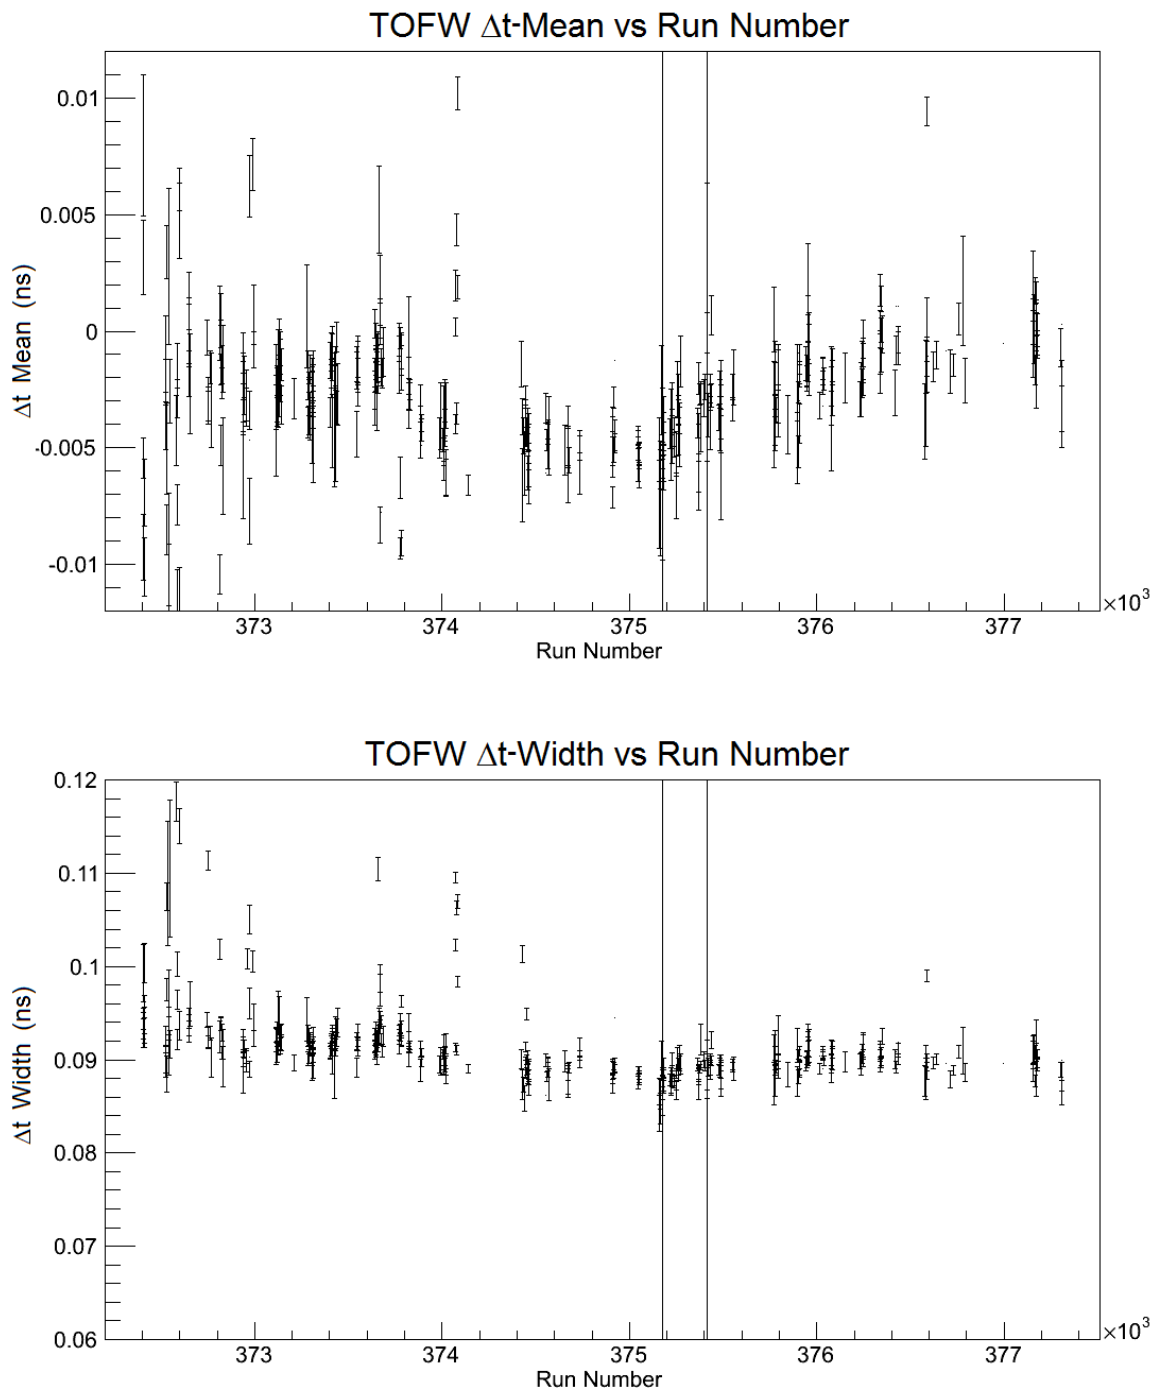 TOFW Δt-Mean vs Run Number
0.01
0.005
0
-0.005
-0.01
Δt Mean (ns)
373 374 375 376 377
×10³
Run Number
TOFW Δt-Width vs Run Number
0.12
0.11
0.1
0.09
0.08
0.07
0.06
Δt Width (ns)
373 374 375 376 377
×10³
Run Number